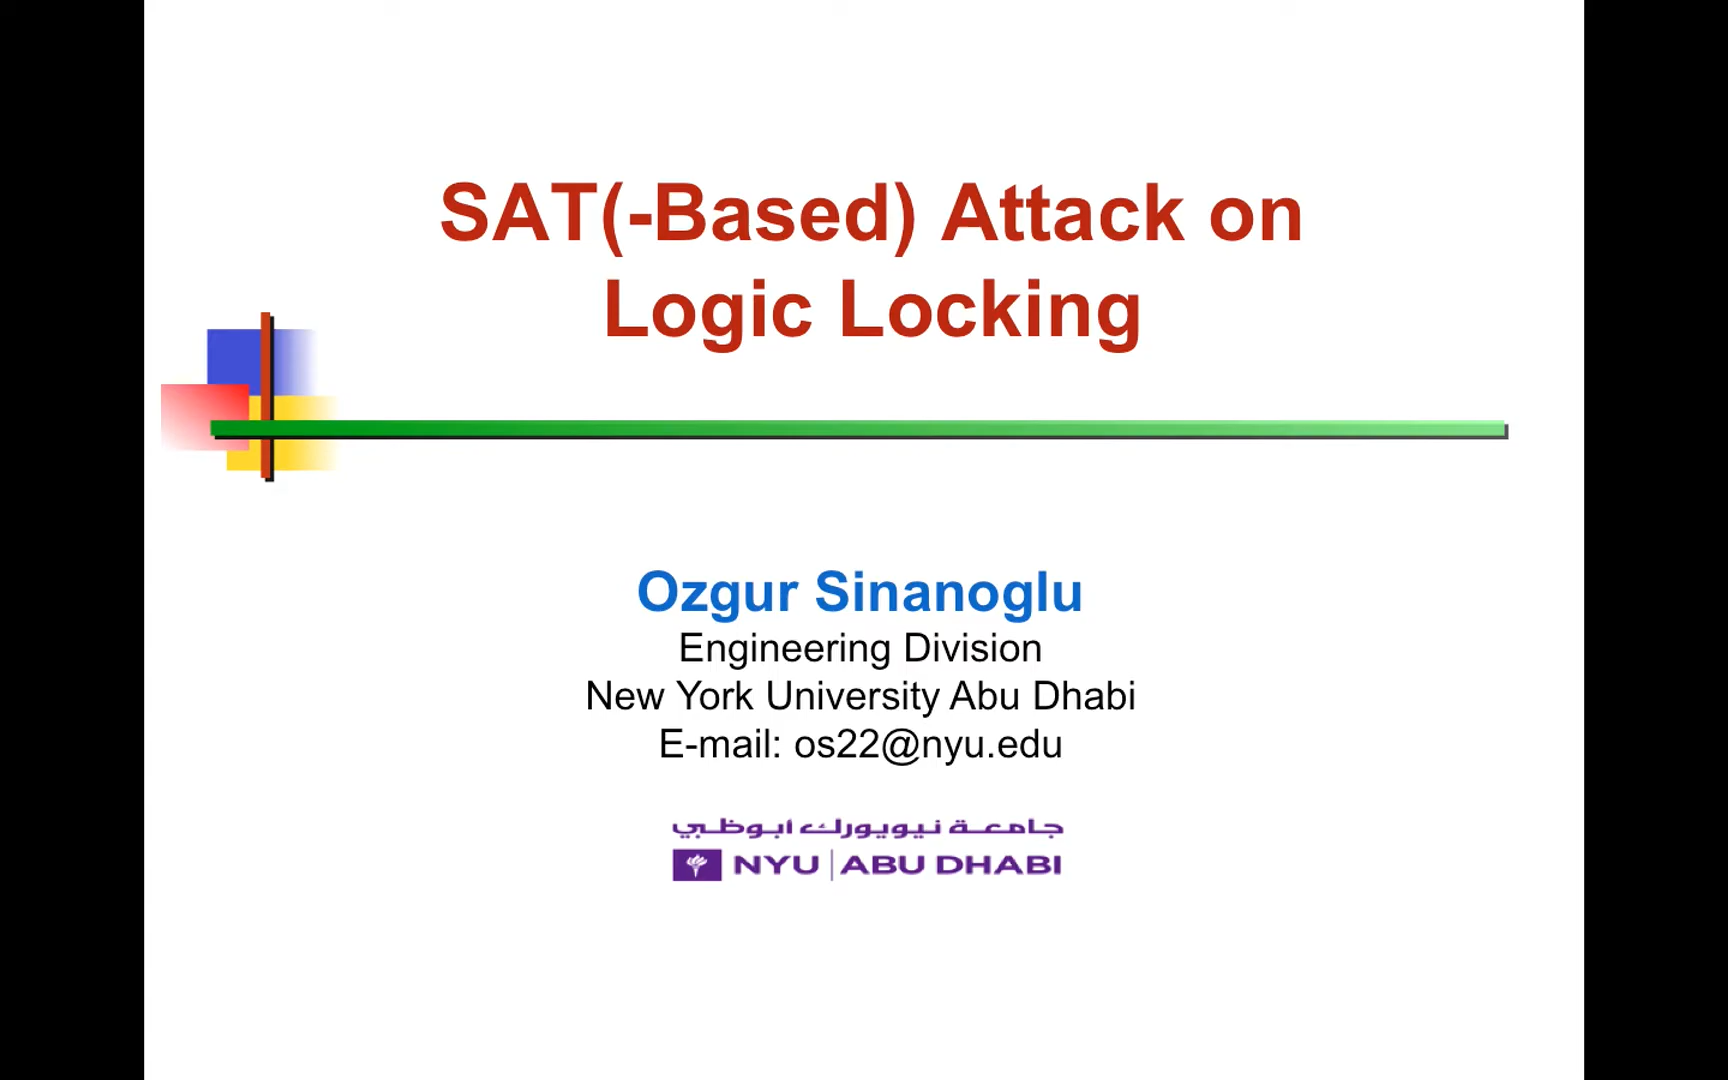 SAT(-Based) Attack on
Logic Locking
Ozgur Sinanoglu
Engineering Division
New York University Abu Dhabi
E-mail: os22@nyu.edu
جامعة نيويورك أبوظبي
NYU | ABU DHABI